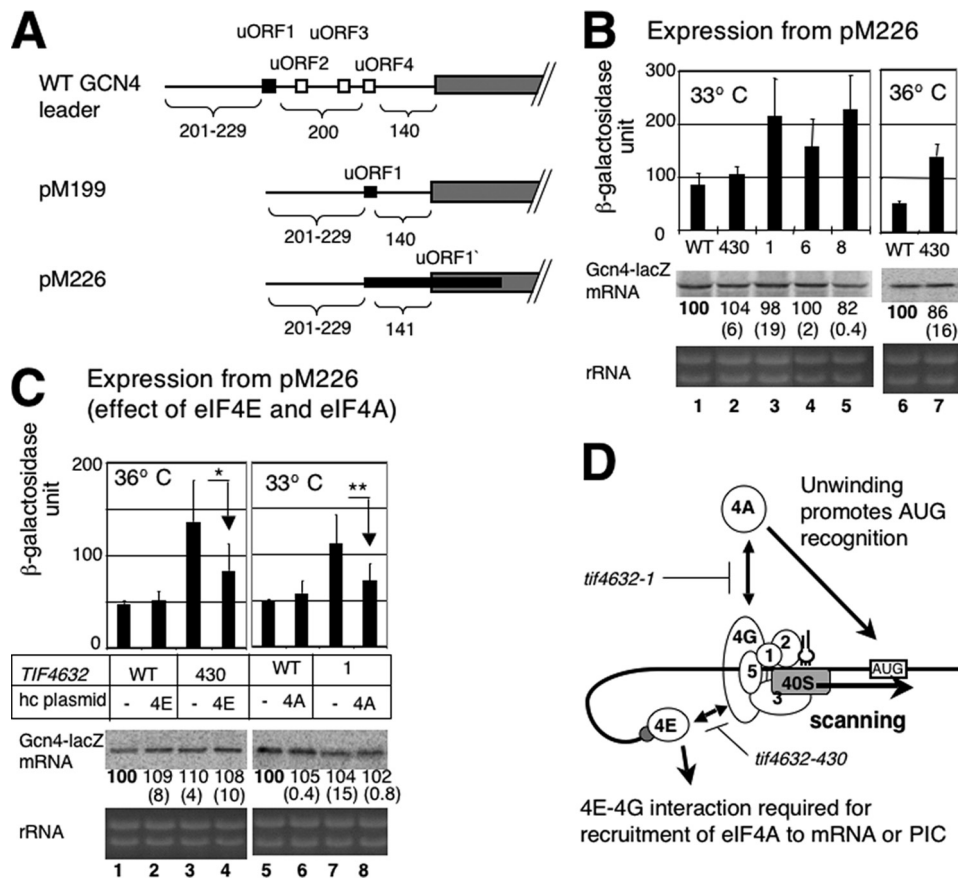 A
uORF1 uORF3
WT GCN4
leader
uORF2 uORF4
201-229 200 140
pM199
uORF1
201-229 140
pM226
uORF1`
201-229 141
B Expression from pM226
β-galactosidase
unit
300
200
100
0
33° C
36° C
WT 430 1 6 8
WT 430
Gcn4-lacZ
mRNA
100 104 98 100 82
(6) (19) (2) (0.4)
100 86
(16)
rRNA
1 2 3 4 5 6 7
C Expression from pM226
(effect of eIF4E and eIF4A)
β-galactosidase
unit
200
100
0
36° C *
33° C **
TIF4632 WT 430 WT 1
hc plasmid - 4E - 4E - 4A - 4A
Gcn4-lacZ
mRNA
100 109 110 108 100 105 104 102
(8) (4) (10) (0.4) (15) (0.8)
rRNA
1 2 3 4 5 6 7 8
D
4A
Unwinding
promotes AUG
recognition
tif4632-1
4G 2
1
5 40S
3
AUG
scanning
4E
tif4632-430
4E-4G interaction required for
recruitment of eIF4A to mRNA or PIC